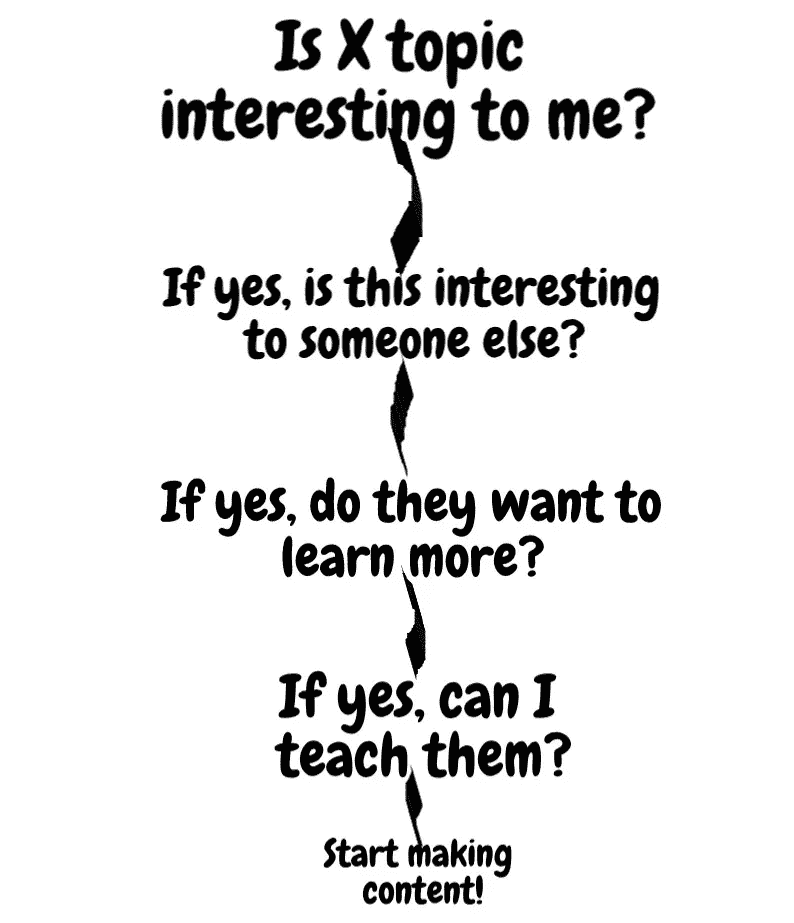 Is X topic
interesting to me?
If yes, is this interesting
to someone else?
If yes, do they want to
learn more?
If yes, can I
teach them?
Start making
content!